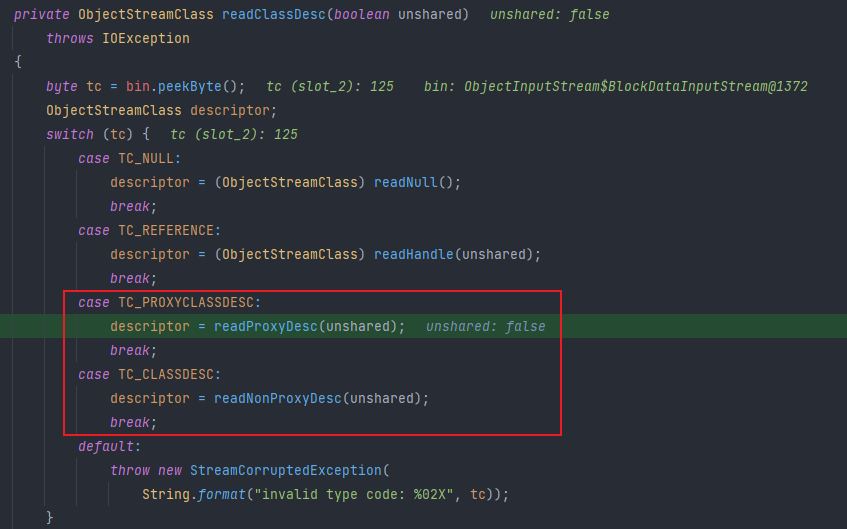 private ObjectStreamClass readClassDesc(boolean unshared)   unshared: false
    throws IOException
{
    byte tc = bin.peekByte();   tc (slot_2): 125    bin: ObjectInputStream$BlockDataInputStream@1372
    ObjectStreamClass descriptor;
    switch (tc) {   tc (slot_2): 125
        case TC_NULL:
            descriptor = (ObjectStreamClass) readNull();
            break;
        case TC_REFERENCE:
            descriptor = (ObjectStreamClass) readHandle(unshared);
            break;
        case TC_PROXYCLASSDESC:
            descriptor = readProxyDesc(unshared);   unshared: false
            break;
        case TC_CLASSDESC:
            descriptor = readNonProxyDesc(unshared);
            break;
        default:
            throw new StreamCorruptedException(
                String.format("invalid type code: %02X", tc));
    }